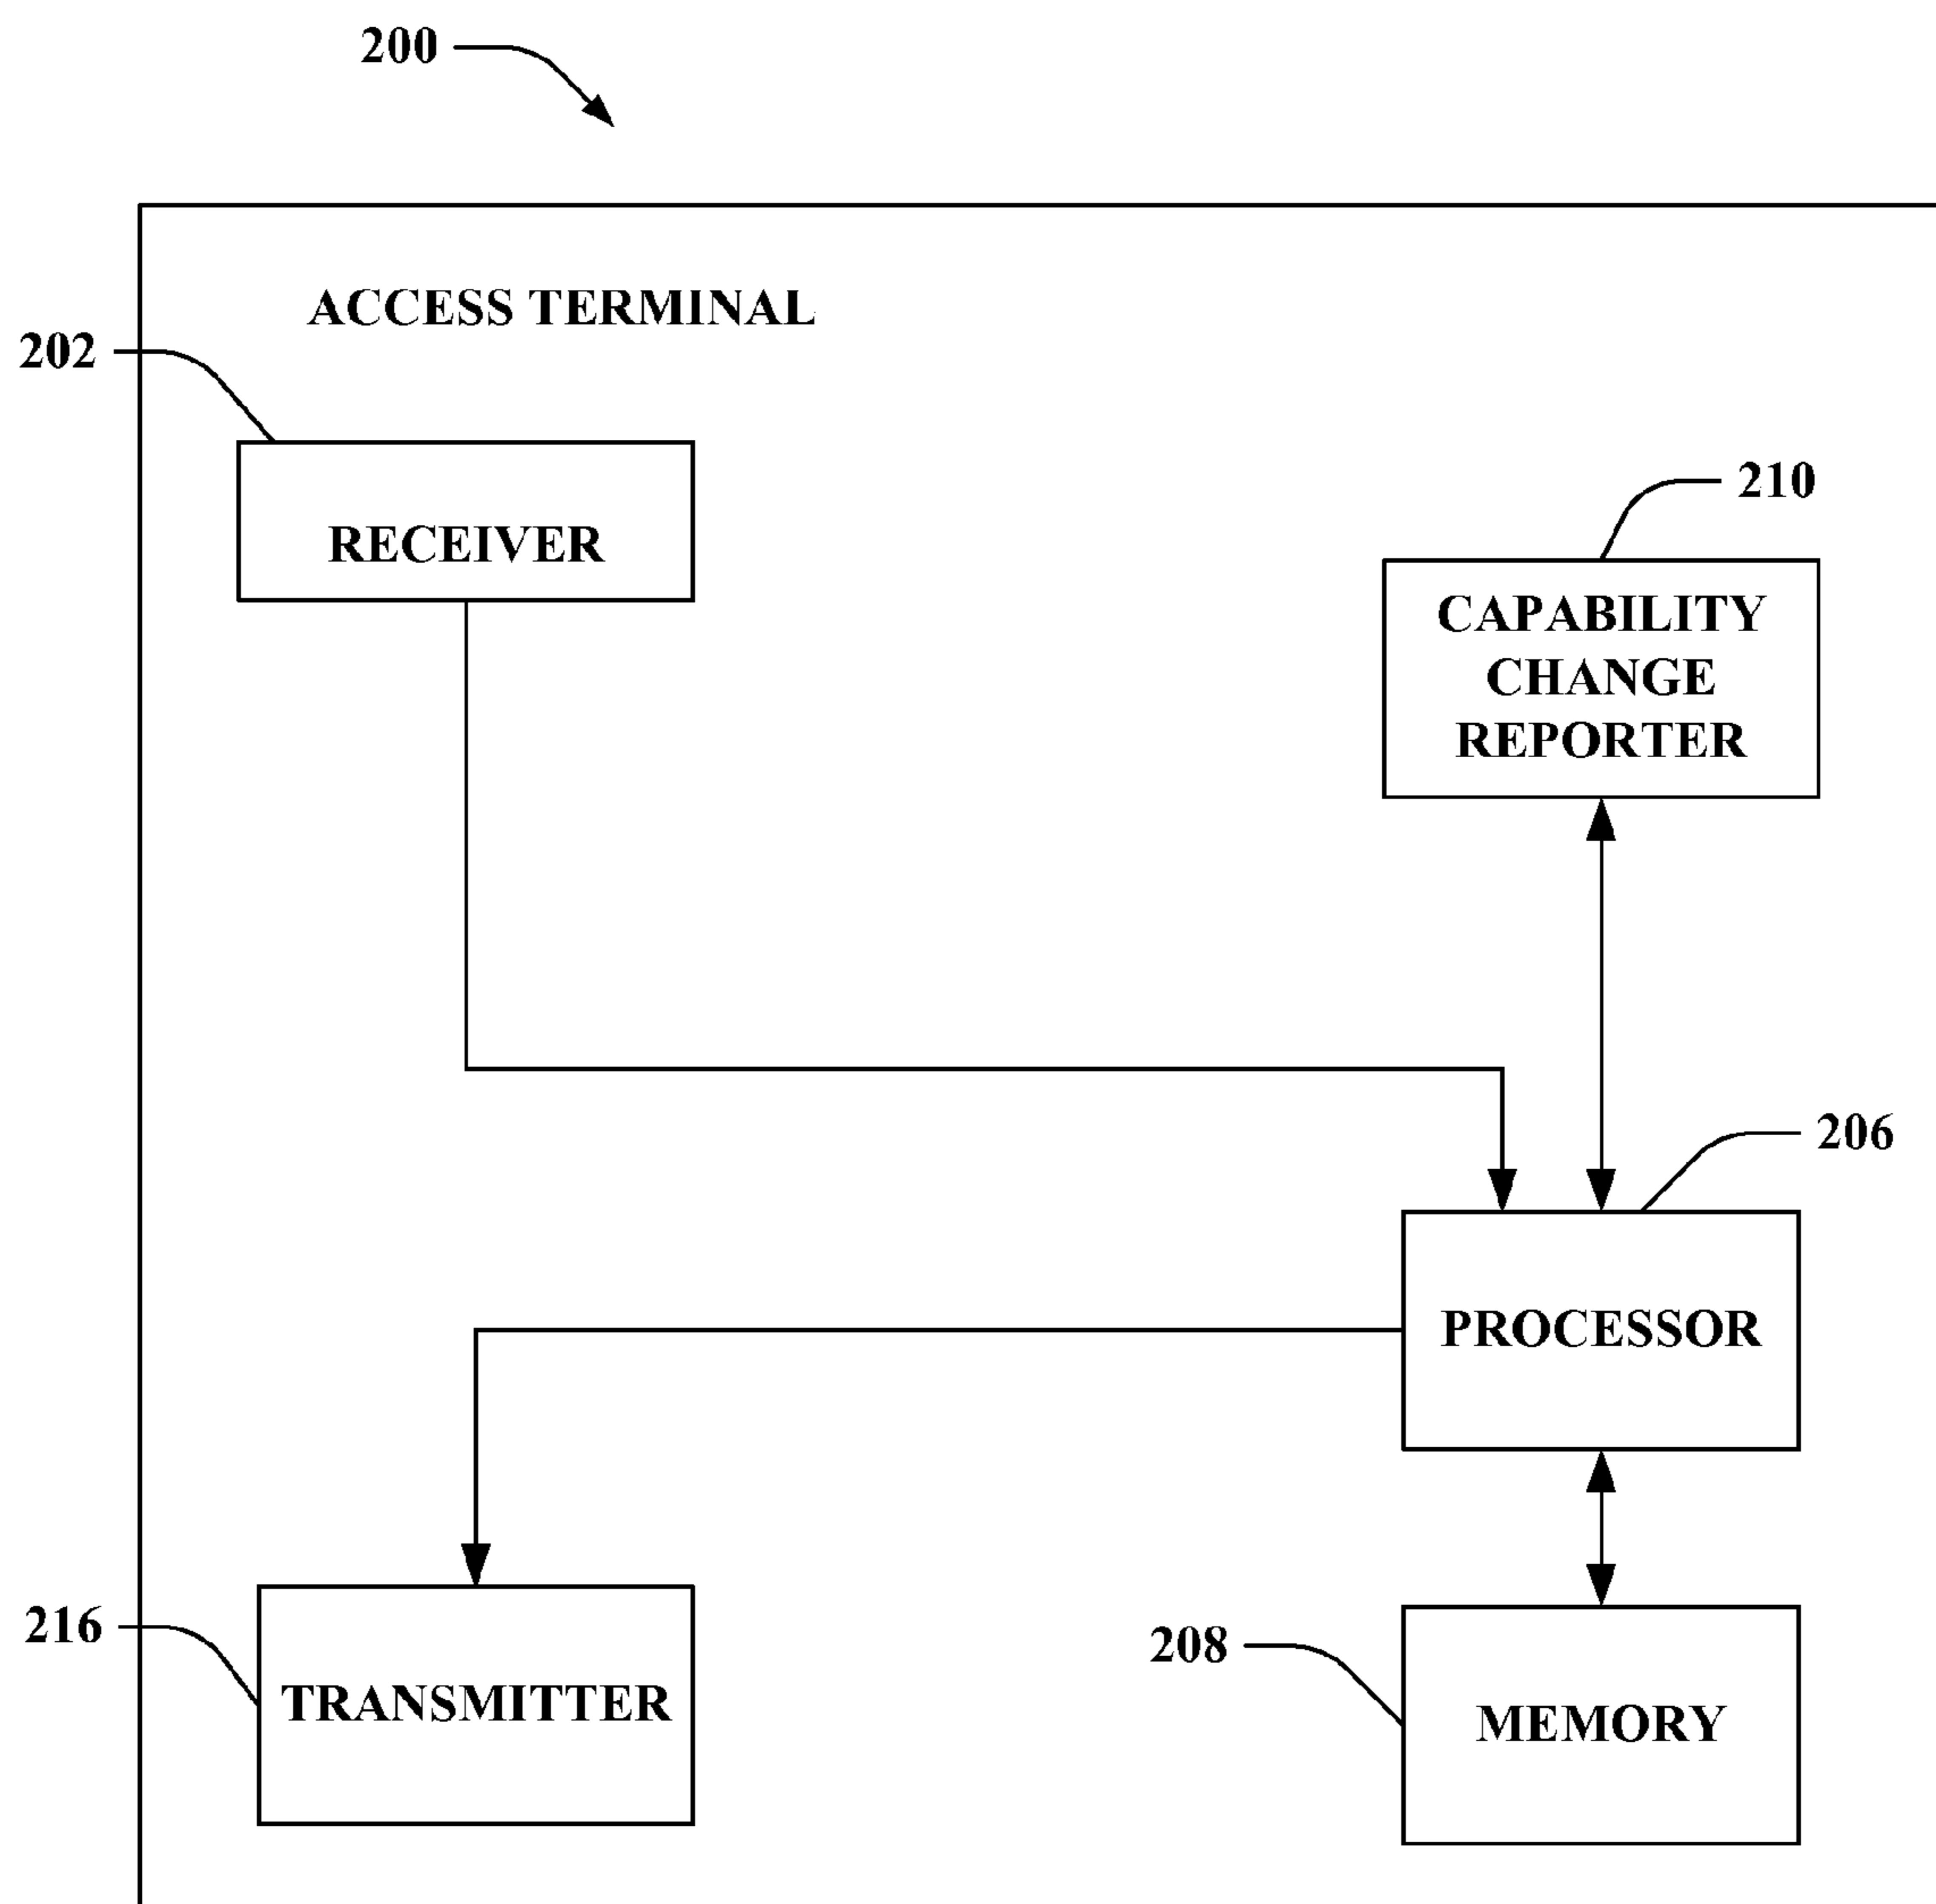 200
ACCESS TERMINAL
202
RECEIVER
210
CAPABILITY
CHANGE
REPORTER
206
PROCESSOR
216
TRANSMITTER
208
MEMORY